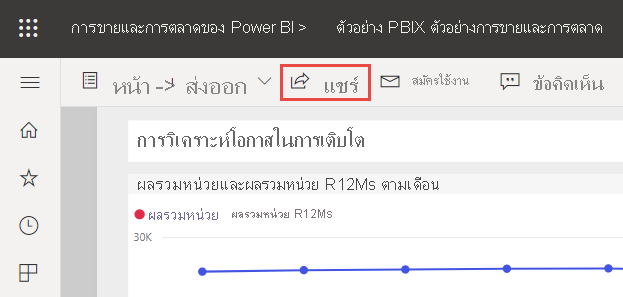 การขายและการตลาดของ Power BI > ตัวอย่าง PBIX ตัวอย่างการขายและการตลาด
หน้า -> ส่งออก แชร์ สมัครใช้งาน ข้อคิดเห็น
การวิเคราะห์โอกาสในการเติบโต
ผลรวมหน่วยและผลรวมหน่วย R12Ms ตามเดือน
ผลรวมหน่วย ผลรวมหน่วย R12Ms
30K